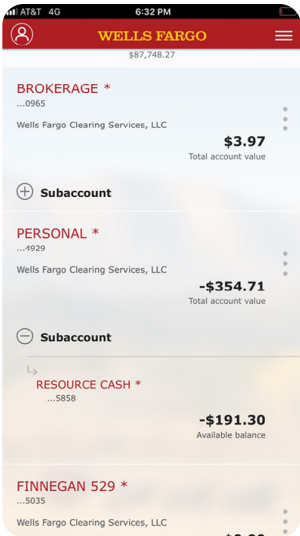 AT&T 4G 6:32 PM
WELLS FARGO
$87,748.27
BROKERAGE *
...0965
Wells Fargo Clearing Services, LLC
$3.97
Total account value
Subaccount
PERSONAL *
...4929
Wells Fargo Clearing Services, LLC
-$354.71
Total account value
Subaccount
RESOURCE CASH *
...5858
-$191.30
Available balance
FINNEGAN 529 *
...5035
Wells Fargo Clearing Services, LLC